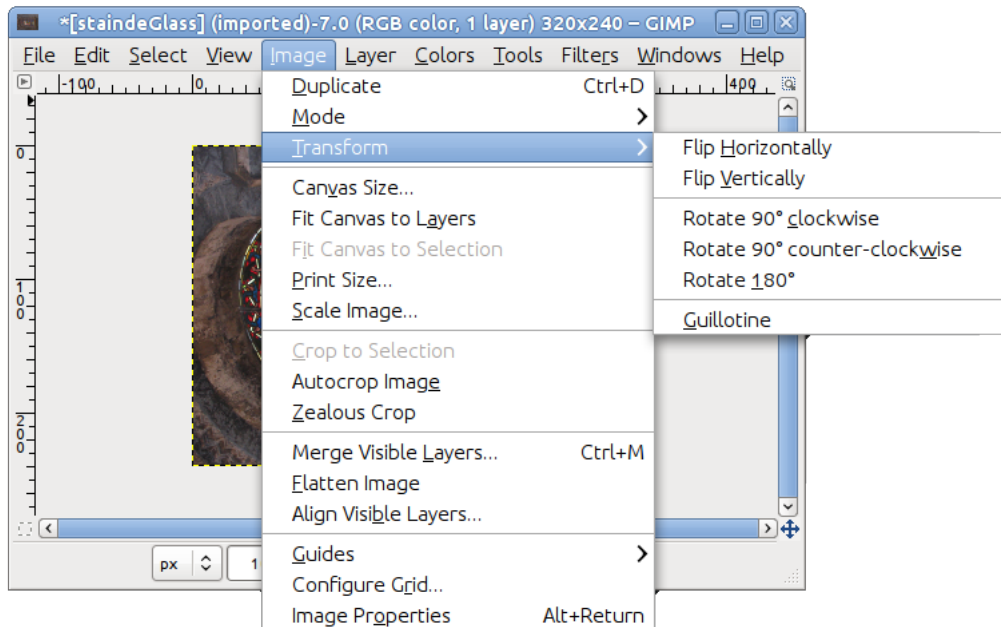 *[staindeGlass] (imported)-7.0 (RGB color, 1 layer) 320x240 – GIMP
File Edit Select View Image Layer Colors Tools Filters Windows Help
-100 0 400
Duplicate Ctrl+D
Mode
Transform
Flip Horizontally
Flip Vertically
Canvas Size...
Fit Canvas to Layers
Rotate 90° clockwise
Fit Canvas to Selection
Rotate 90° counter-clockwise
Print Size...
Rotate 180°
Scale Image...
Guillotine
Crop to Selection
Autocrop Image
Zealous Crop
Merge Visible Layers... Ctrl+M
Flatten Image
Align Visible Layers...
Guides
Configure Grid...
Image Properties Alt+Return
0
100
200
px 1